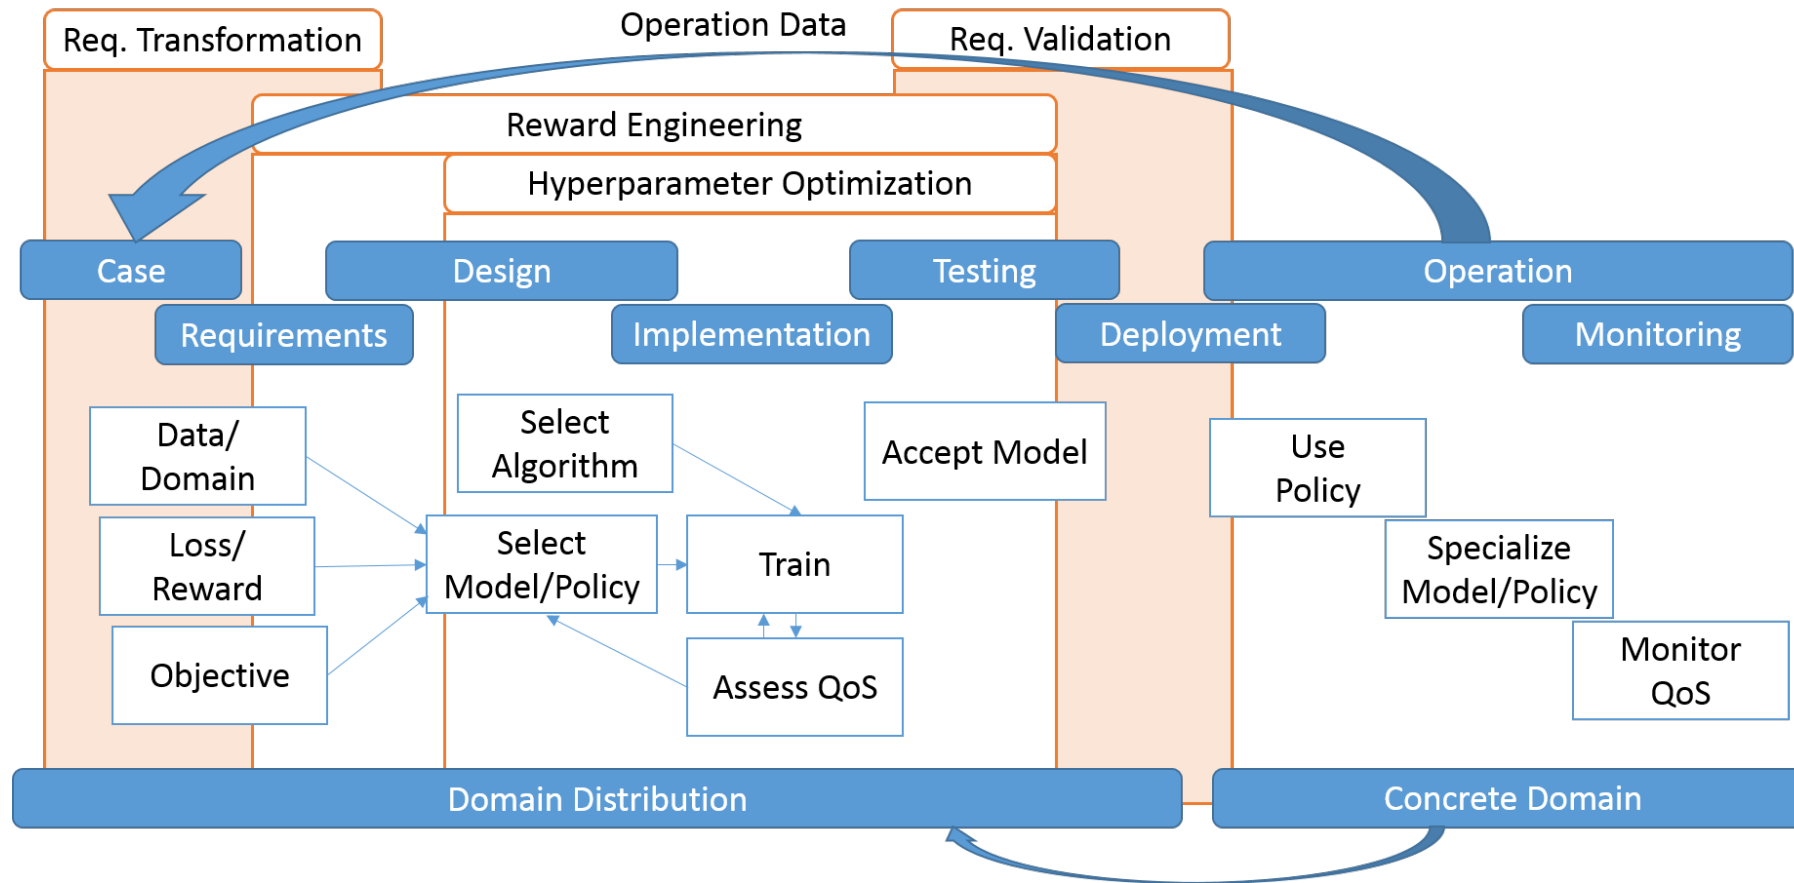 Req. Transformation
Operation Data
Req. Validation
Reward Engineering
Hyperparameter Optimization
Case
Design
Testing
Operation
Requirements
Implementation
Deployment
Monitoring
Data/
Domain
Select
Algorithm
Accept Model
Use
Policy
Loss/
Reward
Select
Model/Policy
Train
Specialize
Model/Policy
Objective
Assess QoS
Monitor
QoS
Domain Distribution
Concrete Domain